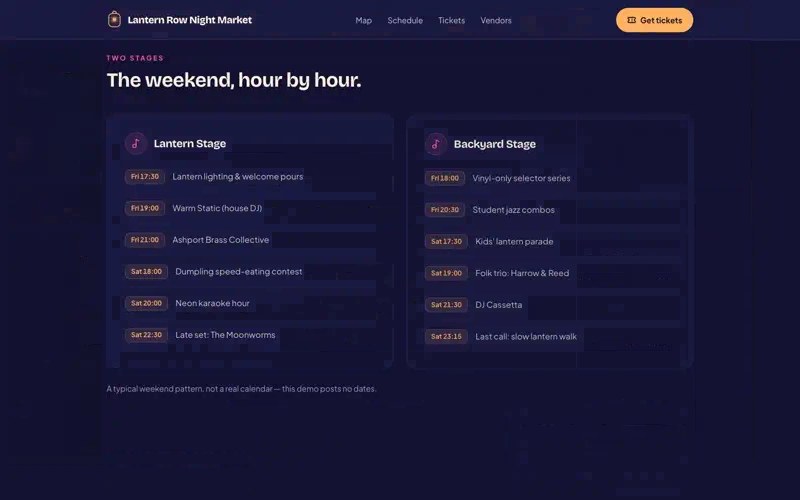 Lantern Row Night Market
Map
Schedule
Tickets
Vendors
Get tickets
TWO STAGES
The weekend, hour by hour.
Lantern Stage
Fri 17:30 Lantern lighting & welcome pours
Fri 19:00 Warm Static (house DJ)
Fri 21:00 Ashport Brass Collective
Sat 18:00 Dumpling speed-eating contest
Sat 20:00 Neon karaoke hour
Sat 22:30 Late set: The Moonworms
Backyard Stage
Fri 18:00 Vinyl-only selector series
Fri 20:30 Student jazz combos
Sat 17:30 Kids' lantern parade
Sat 19:00 Folk trio: Harrow & Reed
Sat 21:30 DJ Cassetta
Sat 23:15 Last call: slow lantern walk
A typical weekend pattern, not a real calendar — this demo posts no dates.